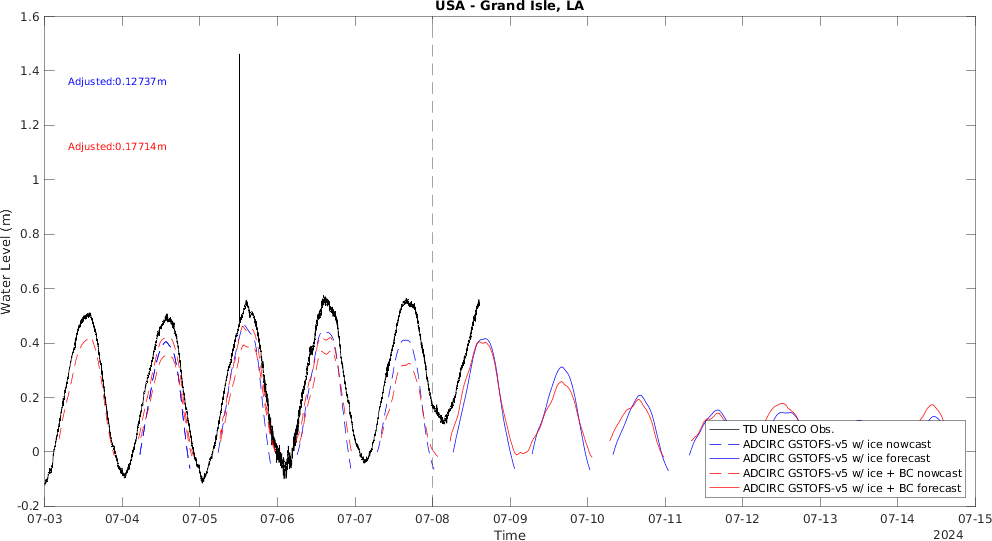 USA - Grand Isle, LA
1.6
1.4
1.2
1
0.8
0.6
0.4
0.2
0
-0.2
Water Level (m)
Adjusted:0.12737m
Adjusted:0.17714m
TD UNESCO Obs.
ADCIRC GSTOFS-v5 w/ ice nowcast
ADCIRC GSTOFS-v5 w/ ice forecast
ADCIRC GSTOFS-v5 w/ ice + BC nowcast
ADCIRC GSTOFS-v5 w/ ice + BC forecast
07-03 07-04 07-05 07-06 07-07 07-08 07-09 07-10 07-11 07-12 07-13 07-14 07-15
Time
2024